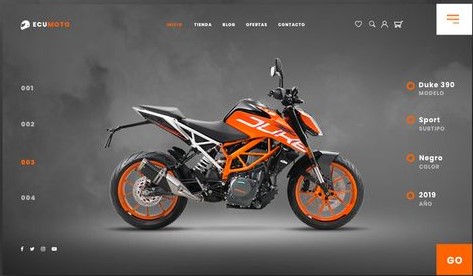 ECUMOTO
INICIO TIENDA BLOG OFERTAS CONTACTO
001
002
003
004
DUKE
Duke 390
MODELO
Sport
SUBTIPO
Negro
COLOR
2019
AÑO
GO